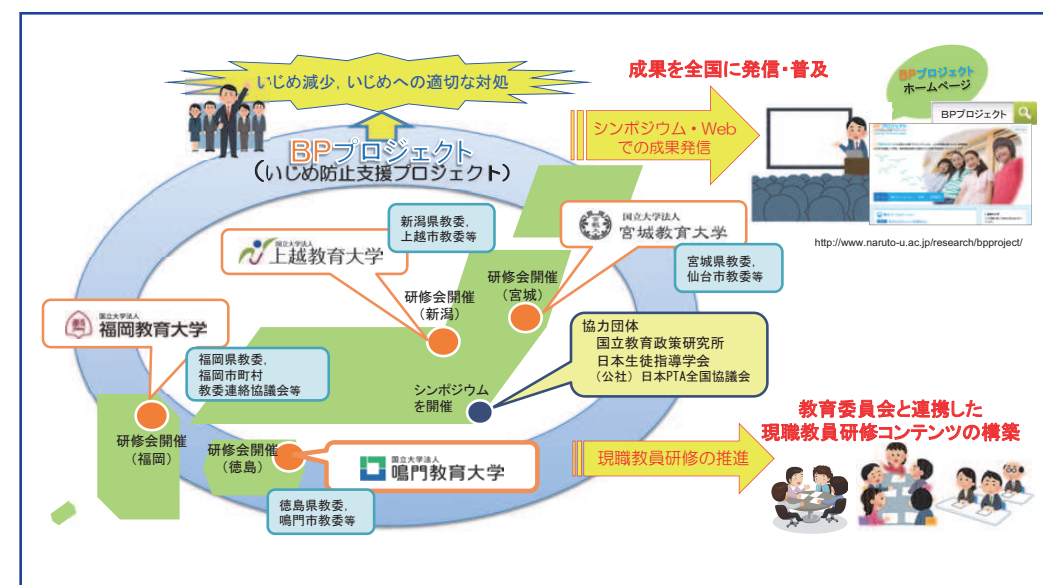 いじめ減少，いじめへの適切な対処
BPプロジェクト
（いじめ防止支援プロジェクト）
成果を全国に発信・普及
シンポジウム・Web
での成果発信
BPプロジェクト
ホームページ
BPプロジェクト
http://www.naruto-u.ac.jp/research/bpproject/
新潟県教委，
上越市教委等
国立大学法人
上越教育大学
研修会開催
（新潟）
国立大学法人
宮城教育大学
宮城県教委，
仙台市教委等
研修会開催
（宮城）
国立大学法人
福岡教育大学
福岡県教委，
福岡市町村
教委連絡協議会等
研修会開催
（福岡）
協力団体
国立教育政策研究所
日本生徒指導学会
（公社）日本PTA全国協議会
シンポジウム
を開催
研修会開催
（徳島）
国立大学法人
鳴門教育大学
徳島県教委，
鳴門市教委等
現職教員研修の推進
教育委員会と連携した
現職教員研修コンテンツの構築